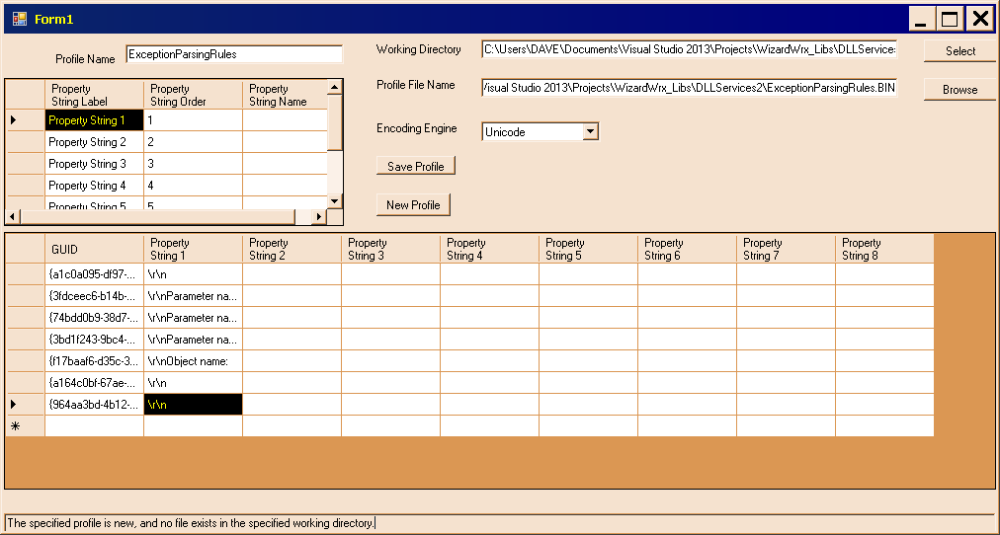 Form1
Profile Name ExceptionParsingRules
Working Directory C:\Users\DAVE\Documents\Visual Studio 2013\Projects\WizardWrx_Libs\DLLService Select
Profile File Name Visual Studio 2013\Projects\WizardWrx_Libs\DLLServices2\ExceptionParsingRules.BIN Browse
Encoding Engine Unicode
Save Profile
New Profile
Property Property Property
String Label String Order String Name
Property String 1 1
Property String 2 2
Property String 3 3
Property String 4 4
Property String 5 5
GUID
Property Property Property Property Property Property Property Property
String 1 String 2 String 3 String 4 String 5 String 6 String 7 String 8
{a1c0a095-df97-... \r\n
{3fdceec6-b14b-... \r\nParameter na...
{74bdd0b9-38d7-... \r\nParameter na...
{3bd1f243-9bc4-... \r\nParameter na...
{f17baaf6-d35c-3... \r\nObject name:
{a164c0bf-67ae-... \r\n
{964aa3bd-4b12-... \r\n
The specified profile is new, and no file exists in the specified working directory.